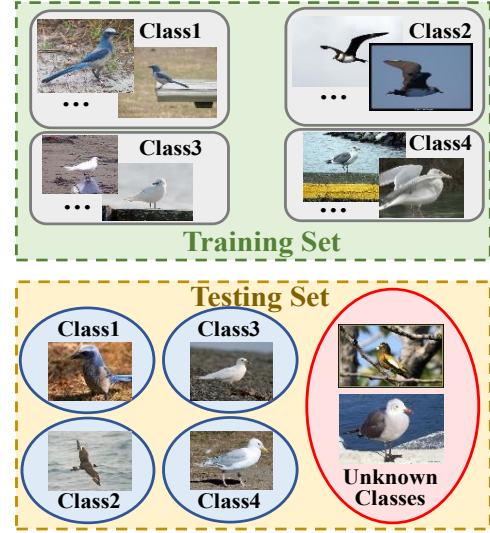 Class1
...
Class2
...
Class3
...
Class4
...
Training Set
Testing Set
Class1
Class3
Class2
Class4
Unknown
Classes